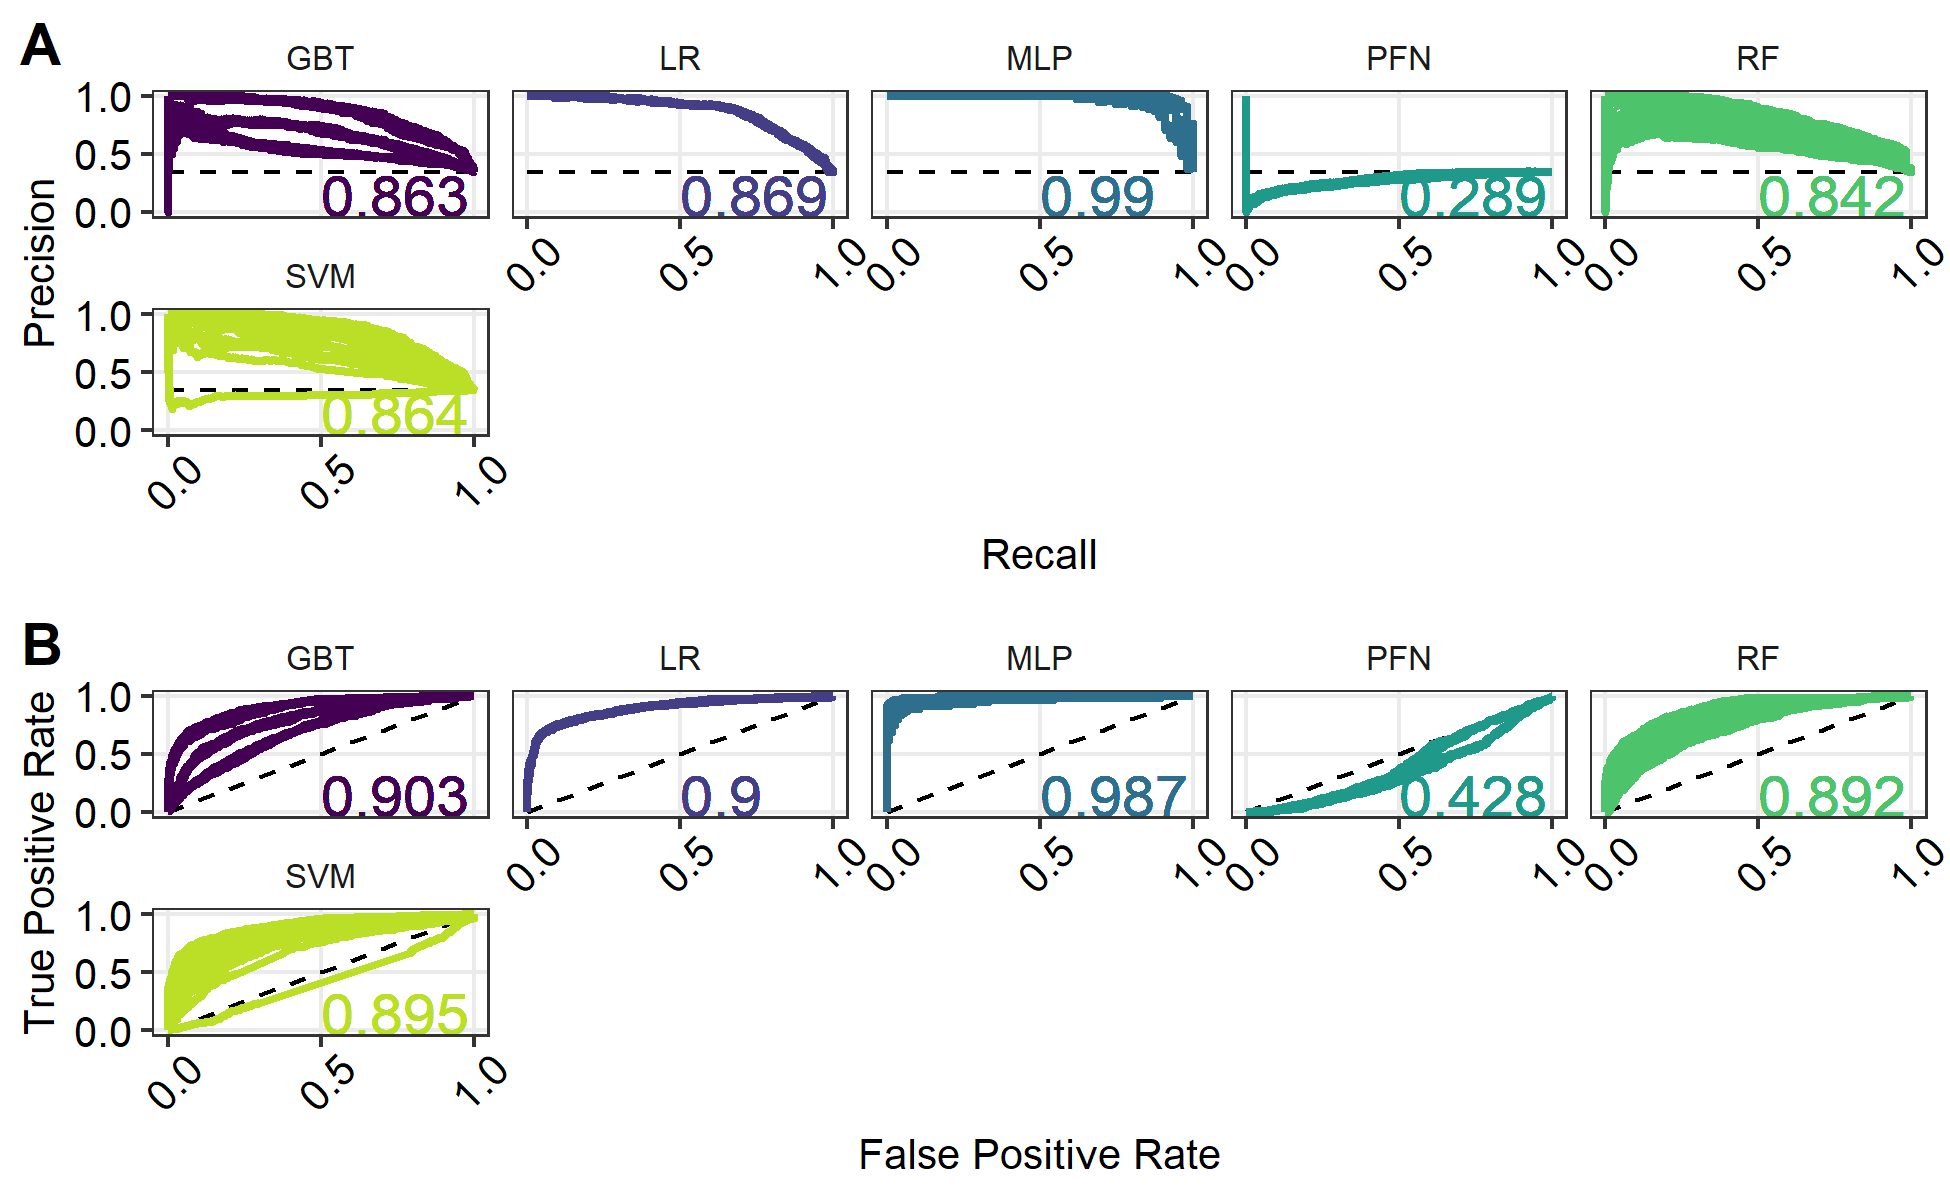 A
GBT LR MLP PFN RF
1.0
0.5
0.0
0.863 0.869 0.99 0.289 0.842
0.0 0.5 1.0 0.0 0.5 1.0 0.0 0.5 1.0 0.0 0.5 1.0
SVM
Precision
1.0
0.5
0.0
0.864
0.0 0.5 1.0
Recall
B
GBT LR MLP PFN RF
1.0
0.5
0.0
0.903 0.9 0.987 0.428 0.892
0.0 0.5 1.0 0.0 0.5 1.0 0.0 0.5 1.0 0.0 0.5 1.0
SVM
True Positive Rate
1.0
0.5
0.0
0.895
0.0 0.5 1.0
False Positive Rate